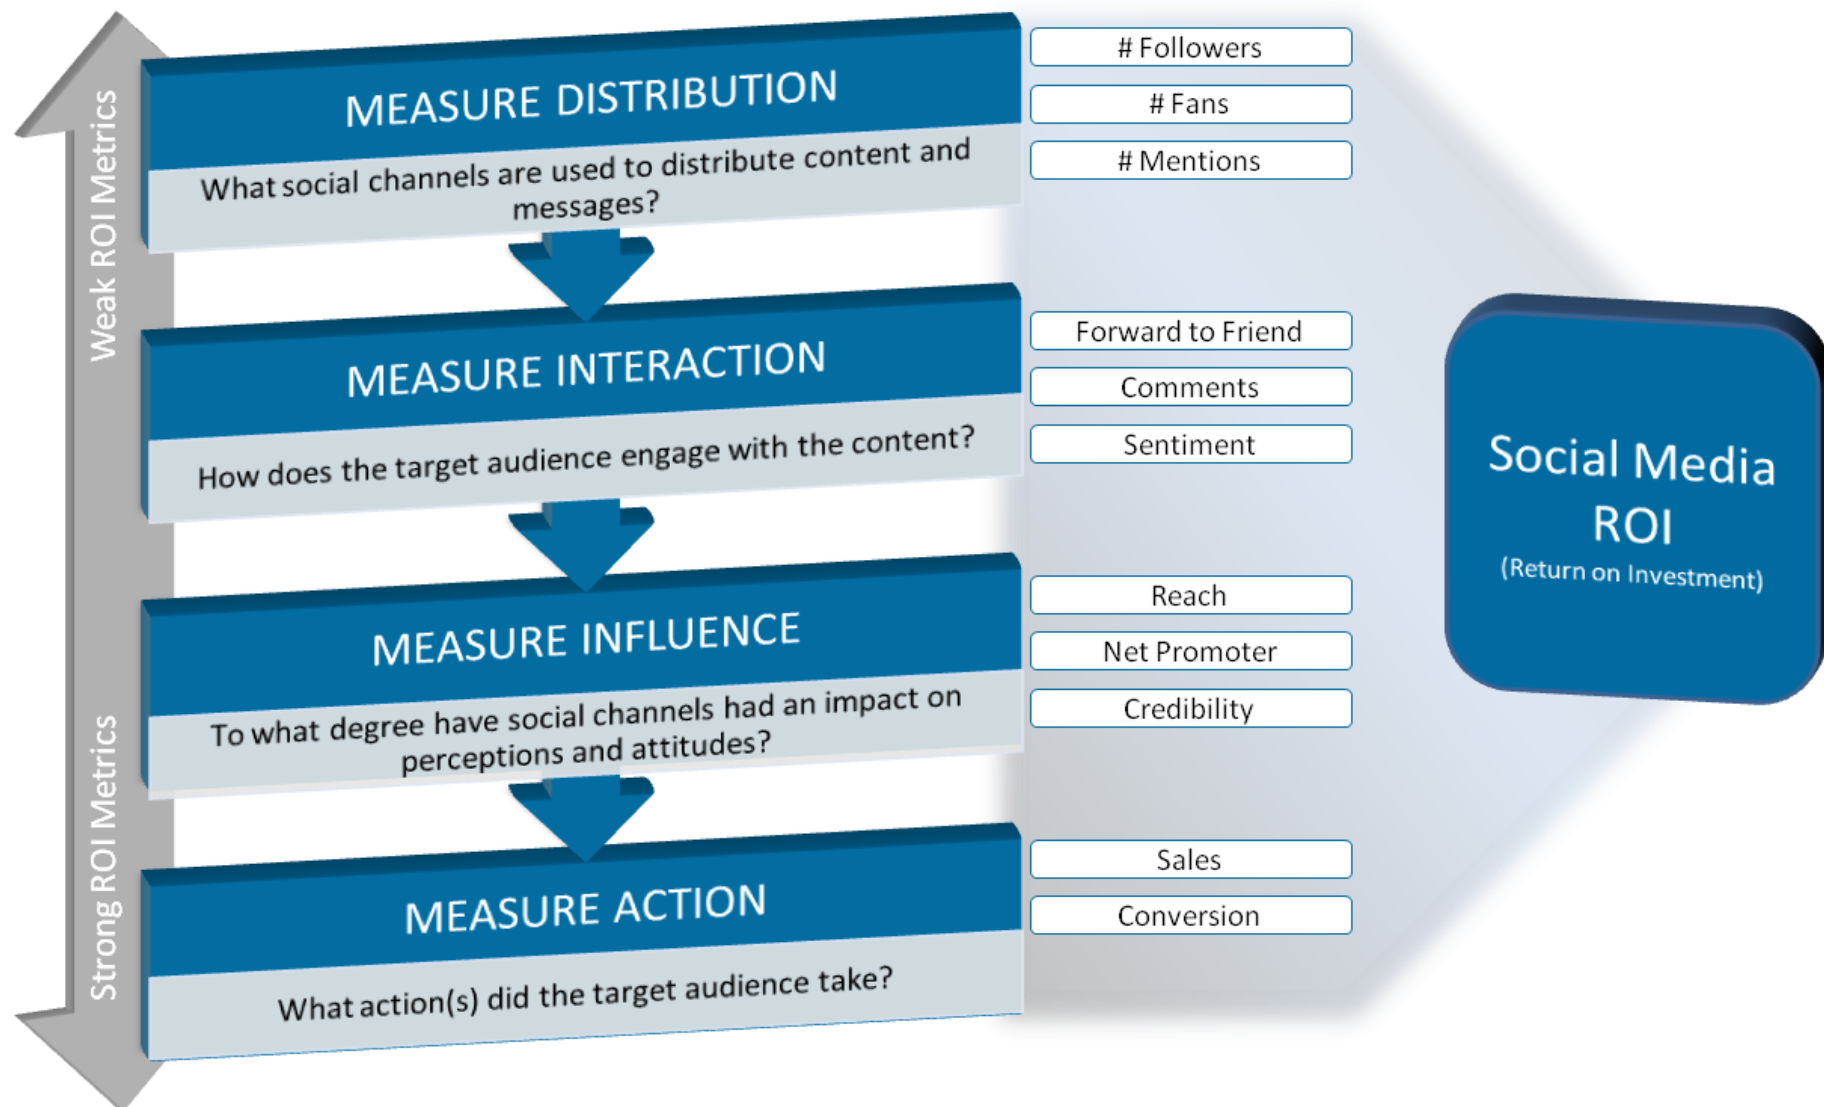 Weak ROI Metrics
Strong ROI Metrics
MEASURE DISTRIBUTION
What social channels are used to distribute content and
messages?
# Followers
# Fans
# Mentions
MEASURE INTERACTION
How does the target audience engage with the content?
Forward to Friend
Comments
Sentiment
MEASURE INFLUENCE
To what degree have social channels had an impact on
perceptions and attitudes?
Reach
Net Promoter
Credibility
MEASURE ACTION
What action(s) did the target audience take?
Sales
Conversion
Social Media
ROI
(Return on Investment)